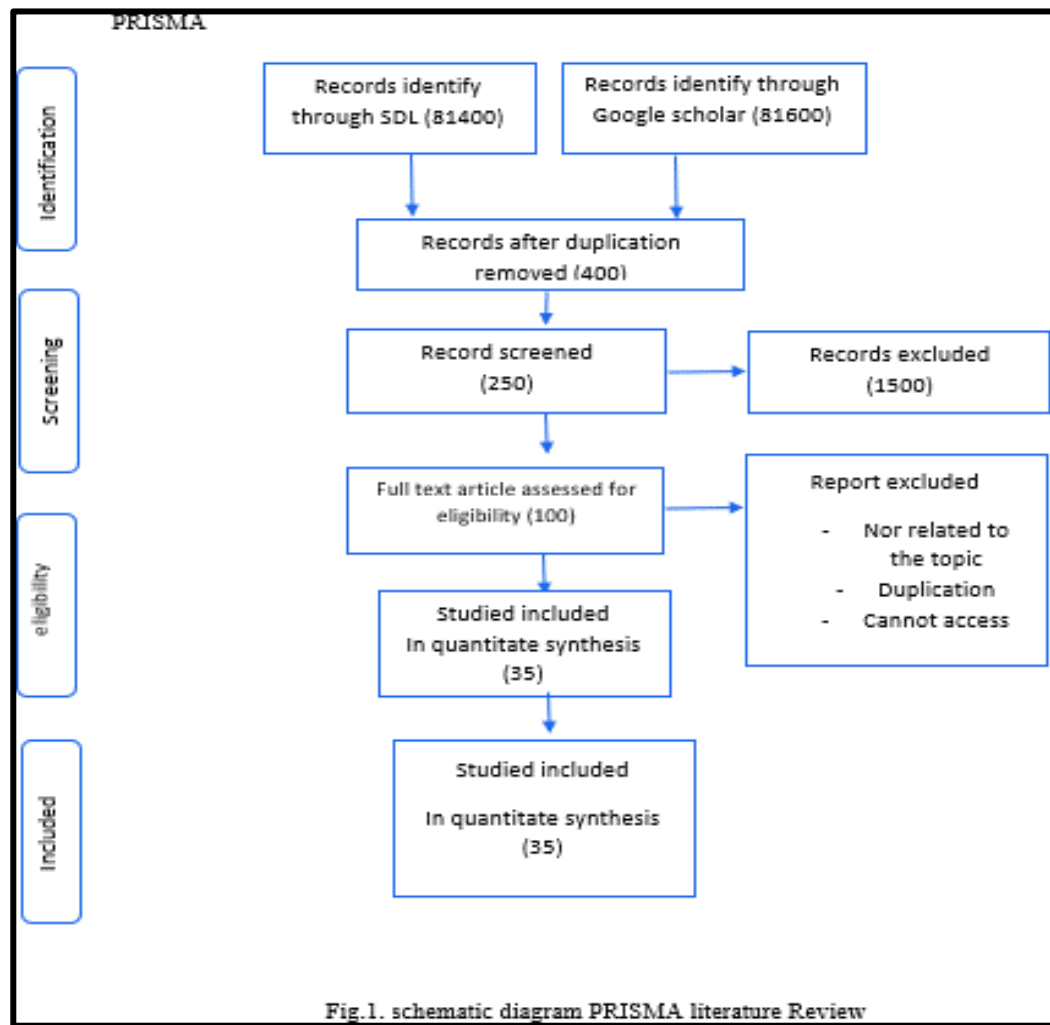 PRISMA
Identification
Records identify
through SDL (81400)
Records identify through
Google scholar (81600)
Records after duplication
removed (400)
Screening
Record screened
(250)
Records excluded
(1500)
eligibility
Full text article assessed for
eligibility (100)
Report excluded
- Nor related to
the topic
- Duplication
- Cannot access
Studied included
In quantitate synthesis
(35)
Included
Studied included
In quantitate synthesis
(35)
Fig.1. schematic diagram PRISMA literature Review